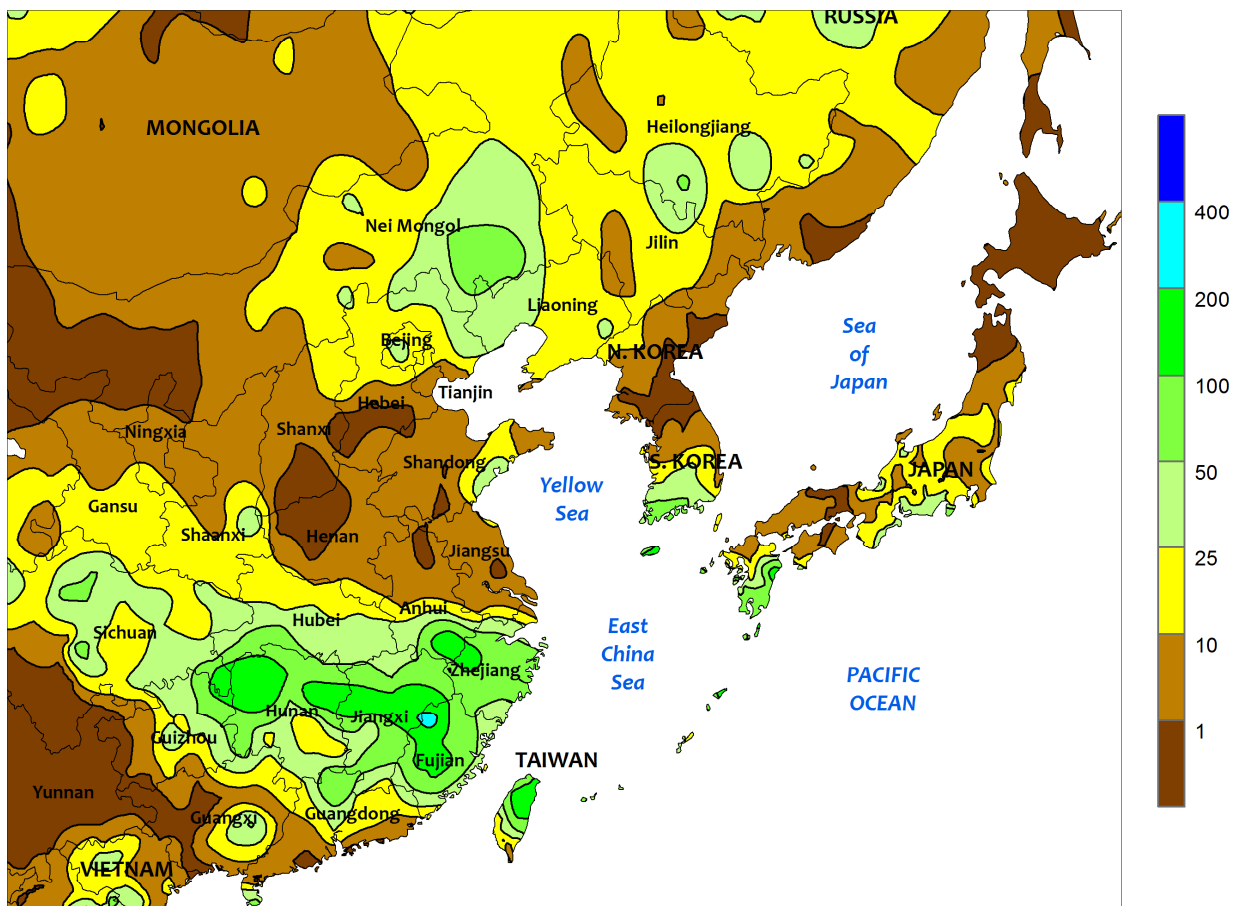 RUSSIA
MONGOLIA
Heilongjiang
Nei Mongol
Jilin
Liaoning
Bejing
N. KOREA
Sea
of
Japan
Tianjin
Hebei
Ningxia
Shanxi
Shandong
S. KOREA
JAPAN
Yellow
Sea
Gansu
Shaanxi
Henan
Jiangsu
Anhui
Hubei
Sichuan
East
China
Sea
Zhejiang
PACIFIC
OCEAN
Hunan
Jiangxi
Guizhou
Fujian
TAIWAN
Yunnan
Guangxi
Guangdong
VIETNAM
400
200
100
50
25
10
1